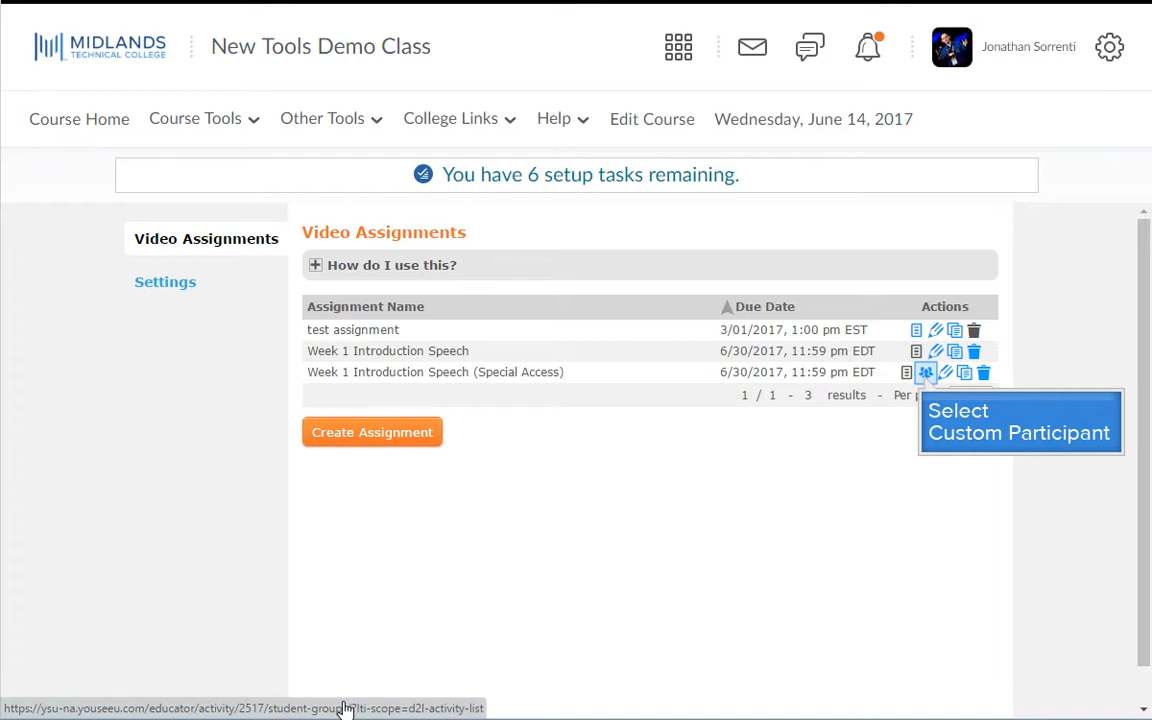 MIDLANDS
TECHNICAL COLLEGE
New Tools Demo Class
Jonathan Sorrenti
Course Home
Course Tools
Other Tools
College Links
Help
Edit Course
Wednesday, June 14, 2017
You have 6 setup tasks remaining.
Video Assignments
Settings
Video Assignments
How do I use this?
Assignment Name Due Date Actions
test assignment 3/01/2017, 1:00 pm EST
Week 1 Introduction Speech 6/30/2017, 11:59 pm EDT
Week 1 Introduction Speech (Special Access) 6/30/2017, 11:59 pm EDT
1 / 1 - 3 results - Per
Create Assignment
Select
Custom Participant
https://ysu-na.youseeu.com/educator/activity/2517/student-group ?lti-scope=d2l-activity-list